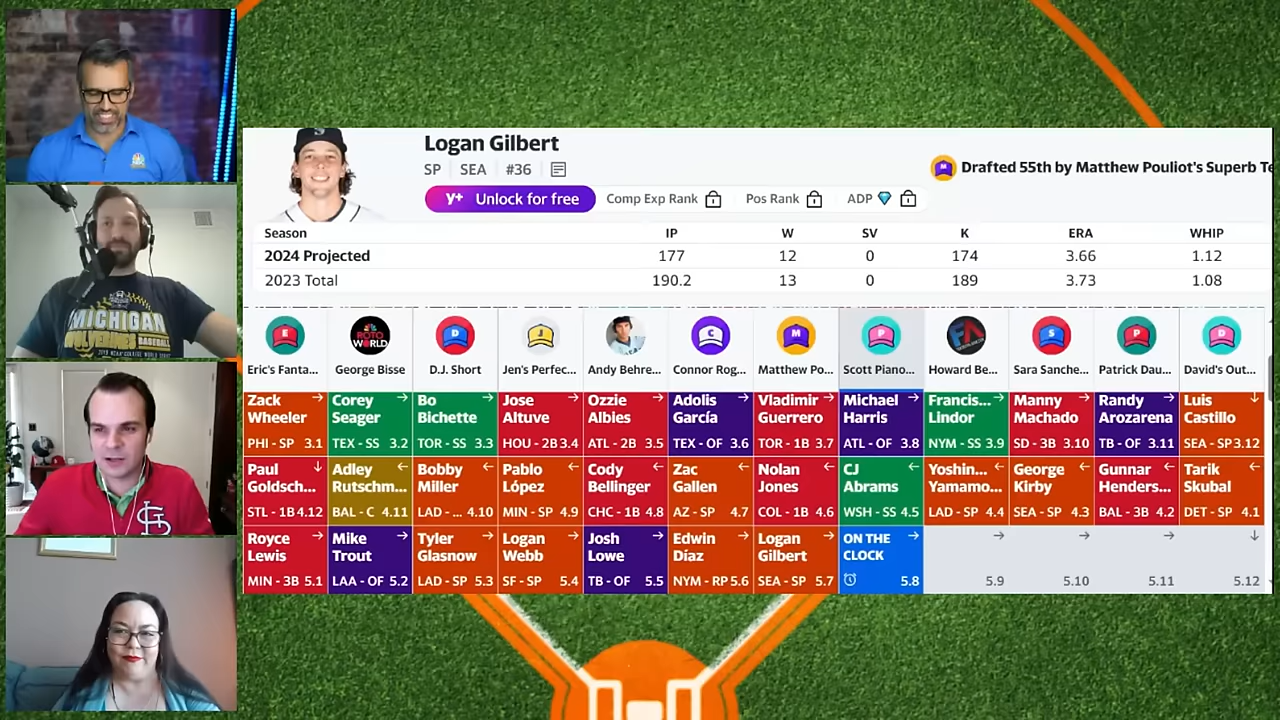 Logan Gilbert
SP SEA #36
Drafted 55th by Matthew Pouliot's Superb Te
y+ Unlock for free Comp Exp Rank Pos Rank ADP
Season IP W SV K ERA WHIP
2024 Projected 177 12 0 174 3.66 1.12
2023 Total 190.2 13 0 189 3.73 1.08
E ROTO WORLD D J C M P FA S P D
Eric's Fanta... George Bisse D.J. Short Jen's Perfec... Andy Behre... Connor Rog... Matthew Po... Scott Piano... Howard Be... Sara Sanche... Patrick Dau... David's Out...
Zack Corey Bo Jose Ozzie Adolis Vladimir Michael Francis... Manny Randy Luis
Wheeler Seager Bichette Altuve Albies García Guerrero Harris Lindor Machado Arozarena Castillo
PHI - SP 3.1 TEX - SS 3.2 TOR - SS 3.3 HOU - 2B 3.4 ATL - 2B 3.5 TEX - OF 3.6 TOR - 1B 3.7 ATL - OF 3.8 NYM - SS 3.9 SD - 3B 3.10 TB - OF 3.11 SEA - SP 3.12
Paul Adley Bobby Pablo Cody Zac Nolan CJ Yoshin... George Gunnar Tarik
Goldsch... Rutschm... Miller López Bellinger Gallen Jones Abrams Yamamo... Kirby Henders... Skubal
STL - 1B 4.12 BAL - C 4.11 LAD - ... 4.10 MIN - SP 4.9 CHC - 1B 4.8 AZ - SP 4.7 COL - 1B 4.6 WSH - SS 4.5 LAD - SP 4.4 SEA - SP 4.3 BAL - 3B 4.2 DET - SP 4.1
Royce Mike Tyler Logan Josh Edwin Logan ON THE
Lewis Trout Glasnow Webb Lowe Díaz Gilbert CLOCK
MIN - 3B 5.1 LAA - OF 5.2 LAD - SP 5.3 SF - SP 5.4 TB - OF 5.5 NYM - RP 5.6 SEA - SP 5.7 5.8 5.9 5.10 5.11 5.12
MICHIGAN
WOLVERINES
BASEBALL